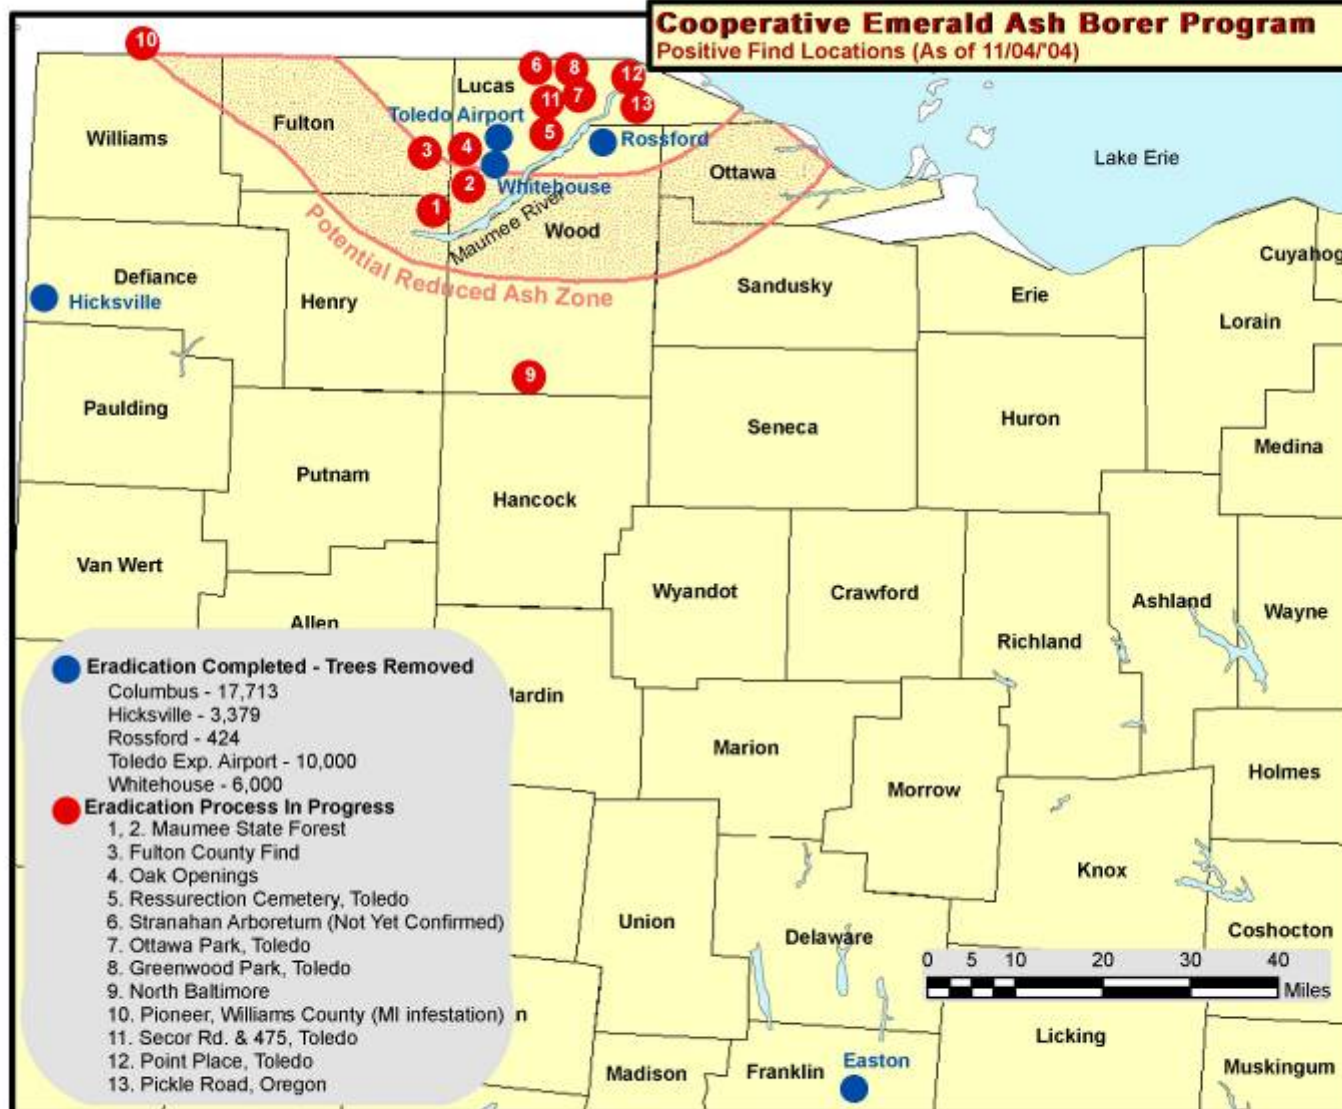 Cooperative Emerald Ash Borer Program
Positive Find Locations (As of 11/04/'04)
10
6
8
12
Lucas
11
7
13
Toledo Airport
Fulton
Williams
5
Rossford
3
4
Lake Erie
Ottawa
2
Whitehouse
1
Maumee River
Wood
Potential Reduced Ash Zone
Cuyahog
Defiance
Hicksville
Henry
Sandusky
Erie
Lorain
9
Paulding
Seneca
Huron
Medina
Putnam
Hancock
Van Wert
Wyandot
Crawford
Ashland
Wayne
Allen
Richland
ardin
Marion
Morrow
Holmes
Knox
Union
Delaware
Coshocton
n
Licking
Madison
Franklin
Easton
Muskingum
0 5 10 20 30 40
Miles
Eradication Completed - Trees Removed
Columbus - 17,713
Hicksville - 3,379
Rossford - 424
Toledo Exp. Airport - 10,000
Whitehouse - 6,000
Eradication Process In Progress
1, 2. Maumee State Forest
3. Fulton County Find
4. Oak Openings
5. Ressurection Cemetery, Toledo
6. Stranahan Arboretum (Not Yet Confirmed)
7. Ottawa Park, Toledo
8. Greenwood Park, Toledo
9. North Baltimore
10. Pioneer, Williams County (MI infestation)
11. Secor Rd. & 475, Toledo
12. Point Place, Toledo
13. Pickle Road, Oregon